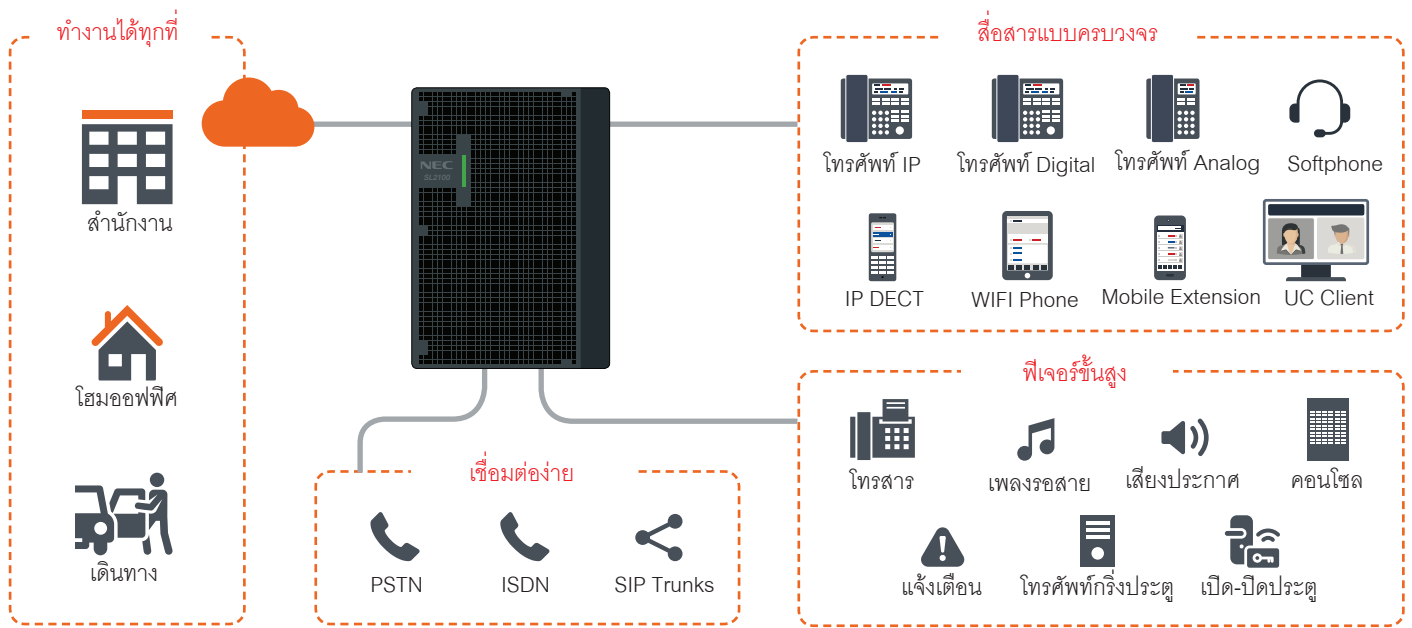 ทำงานได้ทุกที่
สำนักงาน
โฮมออฟฟิศ
เดินทาง
NEC
SL2100
เชื่อมต่อง่าย
PSTN
ISDN
SIP Trunks
สื่อสารแบบครบวงจร
โทรศัพท์ IP
โทรศัพท์ Digital
โทรศัพท์ Analog
Softphone
IP DECT
WIFI Phone
Mobile Extension
UC Client
ฟีเจอร์ขั้นสูง
โทรสาร
เพลงรอสาย
เสียงประกาศ
คอนโซล
แจ้งเตือน
โทรศัพท์กริ่งประตู
เปิด-ปิดประตู